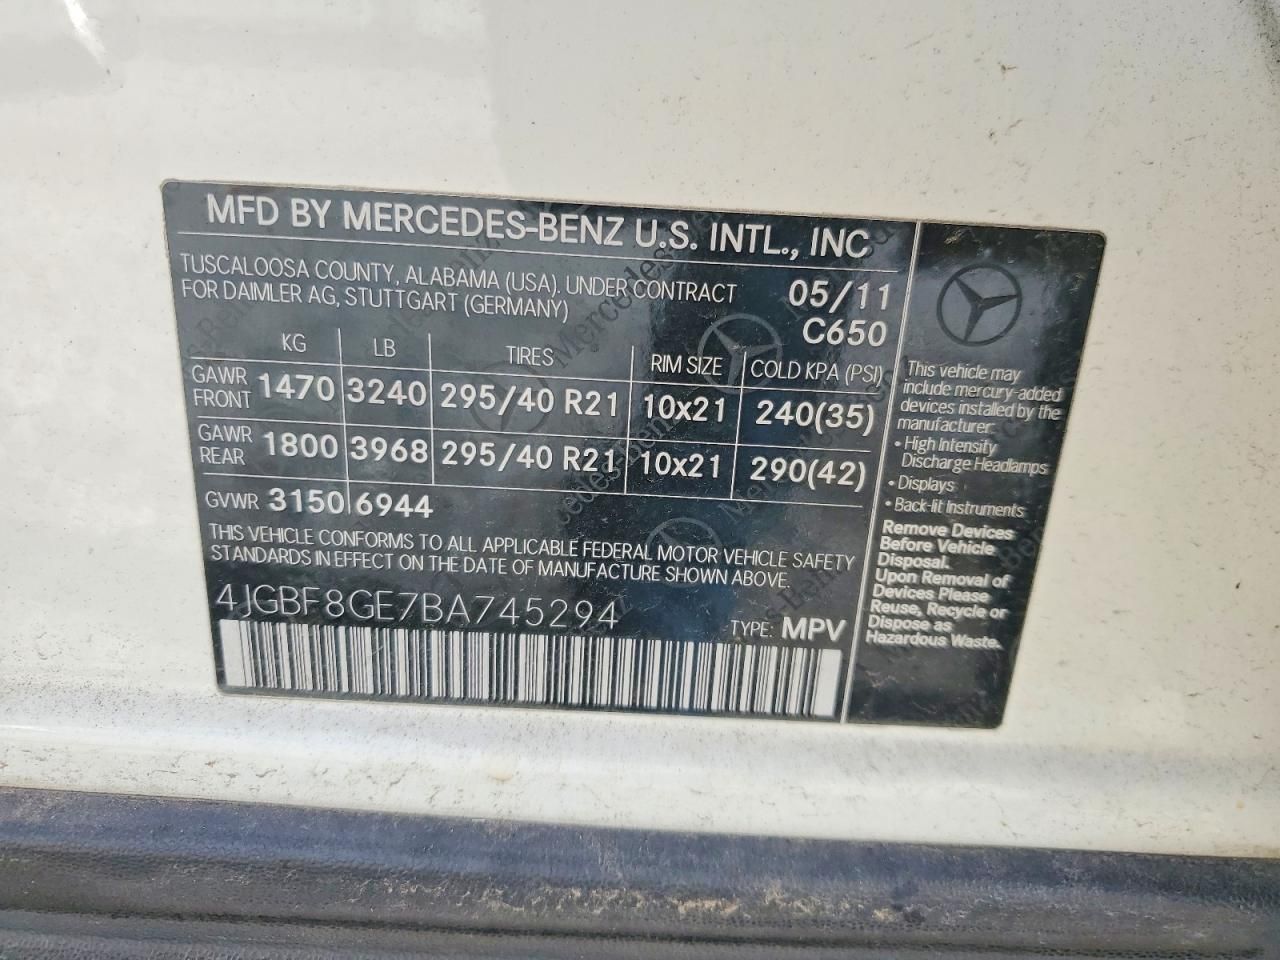 MFD BY MERCEDES-BENZ U.S. INTL., INC
TUSCALOOSA COUNTY, ALABAMA (USA). UNDER CONTRACT
FOR DAIMLER AG, STUTTGART (GERMANY)
05/11
C650
KG LB TIRES RIM SIZE COLD KPA (PSI)
GAWR FRONT 1470 3240 295/40 R21 10x21 240(35)
GAWR REAR 1800 3968 295/40 R21 10x21 290(42)
GVWR 3150 6944
THIS VEHICLE CONFORMS TO ALL APPLICABLE FEDERAL MOTOR VEHICLE SAFETY
STANDARDS IN EFFECT ON THE DATE OF MANUFACTURE SHOWN ABOVE.
4JGBF8GE7BA745294
TYPE: MPV
This vehicle may
include mercury-added
devices installed by the
manufacturer:
• High Intensity
Discharge Headlamps
• Displays
• Back-lit Instruments
Remove Devices
Before Vehicle
Disposal.
Upon Removal of
Devices Please
Reuse, Recycle or
Dispose as
Hazardous Waste.